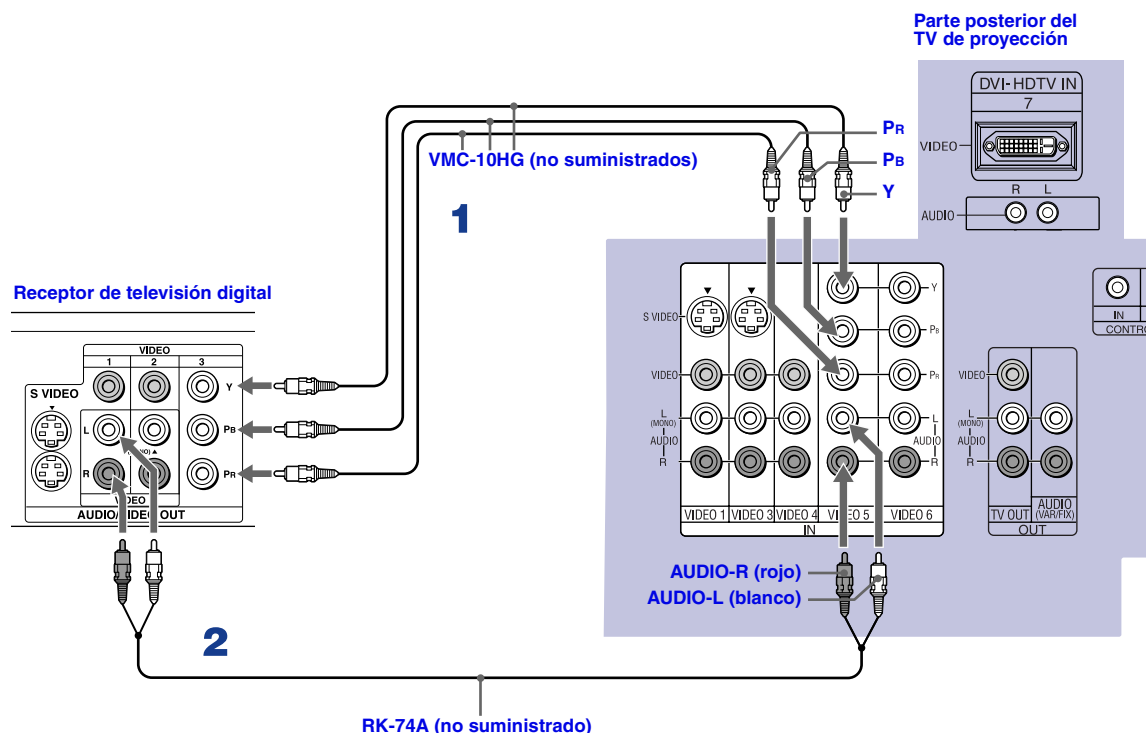 Parte posterior del
TV de proyección
DVI-HDTV IN
7
VIDEO
R L
AUDIO
PR
PB
Y
VMC-10HG (no suministrados)
1
Receptor de televisión digital
VIDEO
1 2 3
S VIDEO
Y
L
PB
R
PR
VIDEO
AUDIO/VIDEO OUT
S VIDEO
Y
PB
VIDEO
PR
L
(MONO)
AUDIO
R
L
AUDIO
R
VIDEO 1 VIDEO 3 VIDEO 4 VIDEO 5 VIDEO 6
IN
IN
VIDEO
L
(MONO)
AUDIO
R
TV OUT
AUDIO
(VAR/FIX)
OUT
AUDIO-R (rojo)
AUDIO-L (blanco)
2
RK-74A (no suministrado)